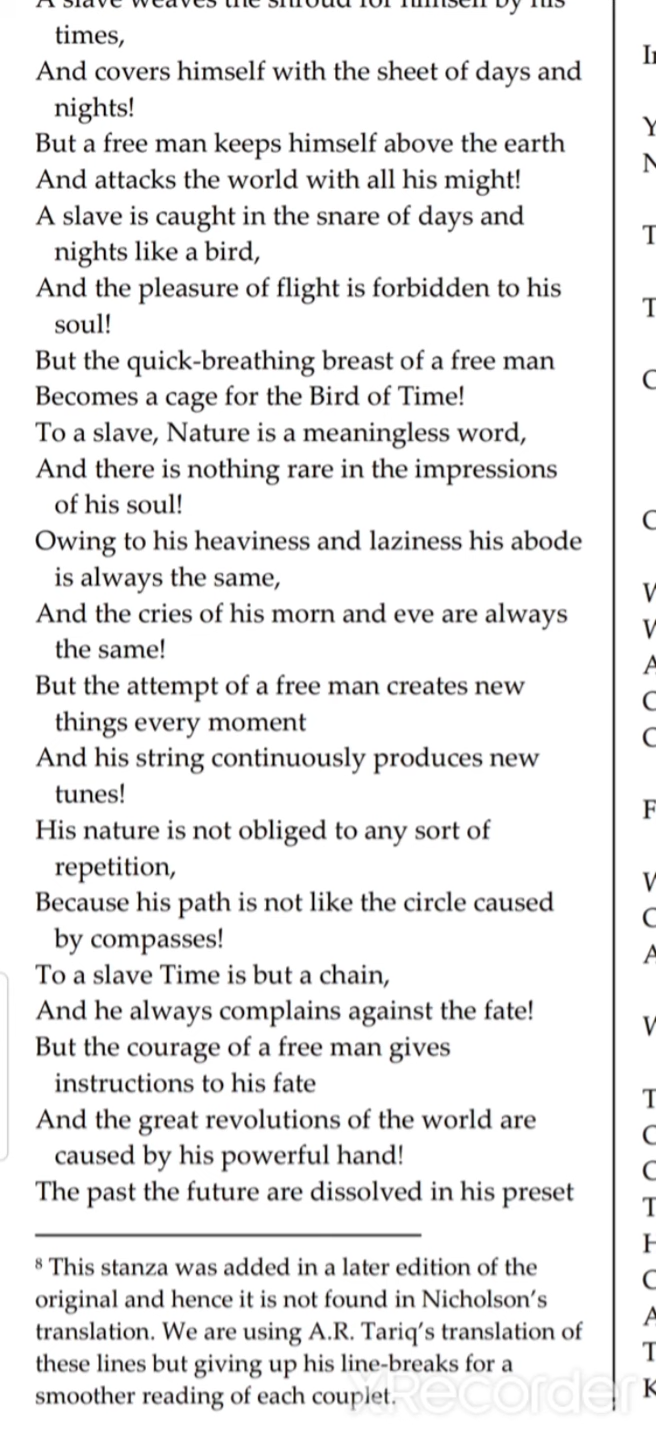 A slave weaves the shroud for himself by his
times,
And covers himself with the sheet of days and
nights!
But a free man keeps himself above the earth
And attacks the world with all his might!
A slave is caught in the snare of days and
nights like a bird,
And the pleasure of flight is forbidden to his
soul!
But the quick-breathing breast of a free man
Becomes a cage for the Bird of Time!
To a slave, Nature is a meaningless word,
And there is nothing rare in the impressions
of his soul!
Owing to his heaviness and laziness his abode
is always the same,
And the cries of his morn and eve are always
the same!
But the attempt of a free man creates new
things every moment
And his string continuously produces new
tunes!
His nature is not obliged to any sort of
repetition,
Because his path is not like the circle caused
by compasses!
To a slave Time is but a chain,
And he always complains against the fate!
But the courage of a free man gives
instructions to his fate
And the great revolutions of the world are
caused by his powerful hand!
The past the future are dissolved in his preset
⁸ This stanza was added in a later edition of the
original and hence it is not found in Nicholson's
translation. We are using A.R. Tariq's translation of
these lines but giving up his line-breaks for a
smoother reading of each couplet.
XRecorder